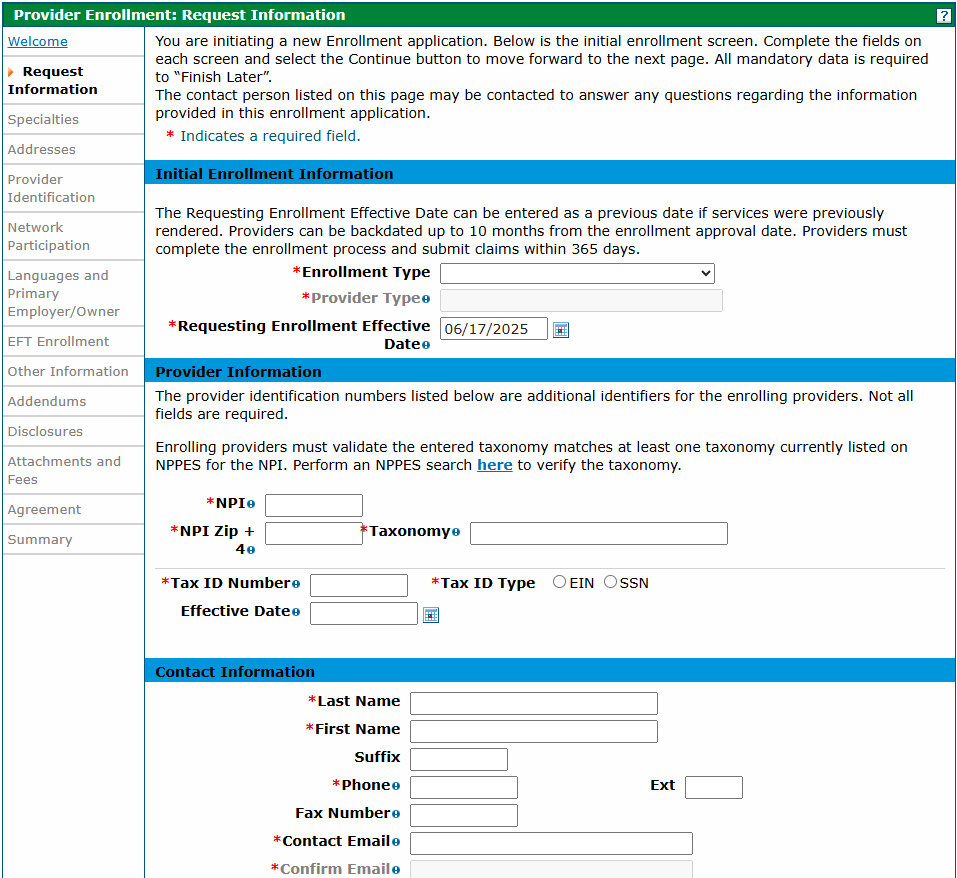 Provider Enrollment: Request Information
?
Welcome
Request
Information
Specialties
Addresses
Provider
Identification
Network
Participation
Languages and
Primary
Employer/Owner
EFT Enrollment
Other Information
Addendums
Disclosures
Attachments and
Fees
Agreement
Summary
You are initiating a new Enrollment application. Below is the initial enrollment screen. Complete the fields on
each screen and select the Continue button to move forward to the next page. All mandatory data is required
to “Finish Later”.
The contact person listed on this page may be contacted to answer any questions regarding the information
provided in this enrollment application.
* Indicates a required field.
Initial Enrollment Information
The Requesting Enrollment Effective Date can be entered as a previous date if services were previously
rendered. Providers can be backdated up to 10 months from the enrollment approval date. Providers must
complete the enrollment process and submit claims within 365 days.
*Enrollment Type
*Provider Type
*Requesting Enrollment Effective 06/17/2025
Date
Provider Information
The provider identification numbers listed below are additional identifiers for the enrolling providers. Not all
fields are required.
Enrolling providers must validate the entered taxonomy matches at least one taxonomy currently listed on
NPPES for the NPI. Perform an NPPES search here to verify the taxonomy.
*NPI
*NPI Zip + *Taxonomy
4
*Tax ID Number *Tax ID Type EIN SSN
Effective Date
Contact Information
*Last Name
*First Name
Suffix
*Phone Ext
Fax Number
*Contact Email
*Confirm Email